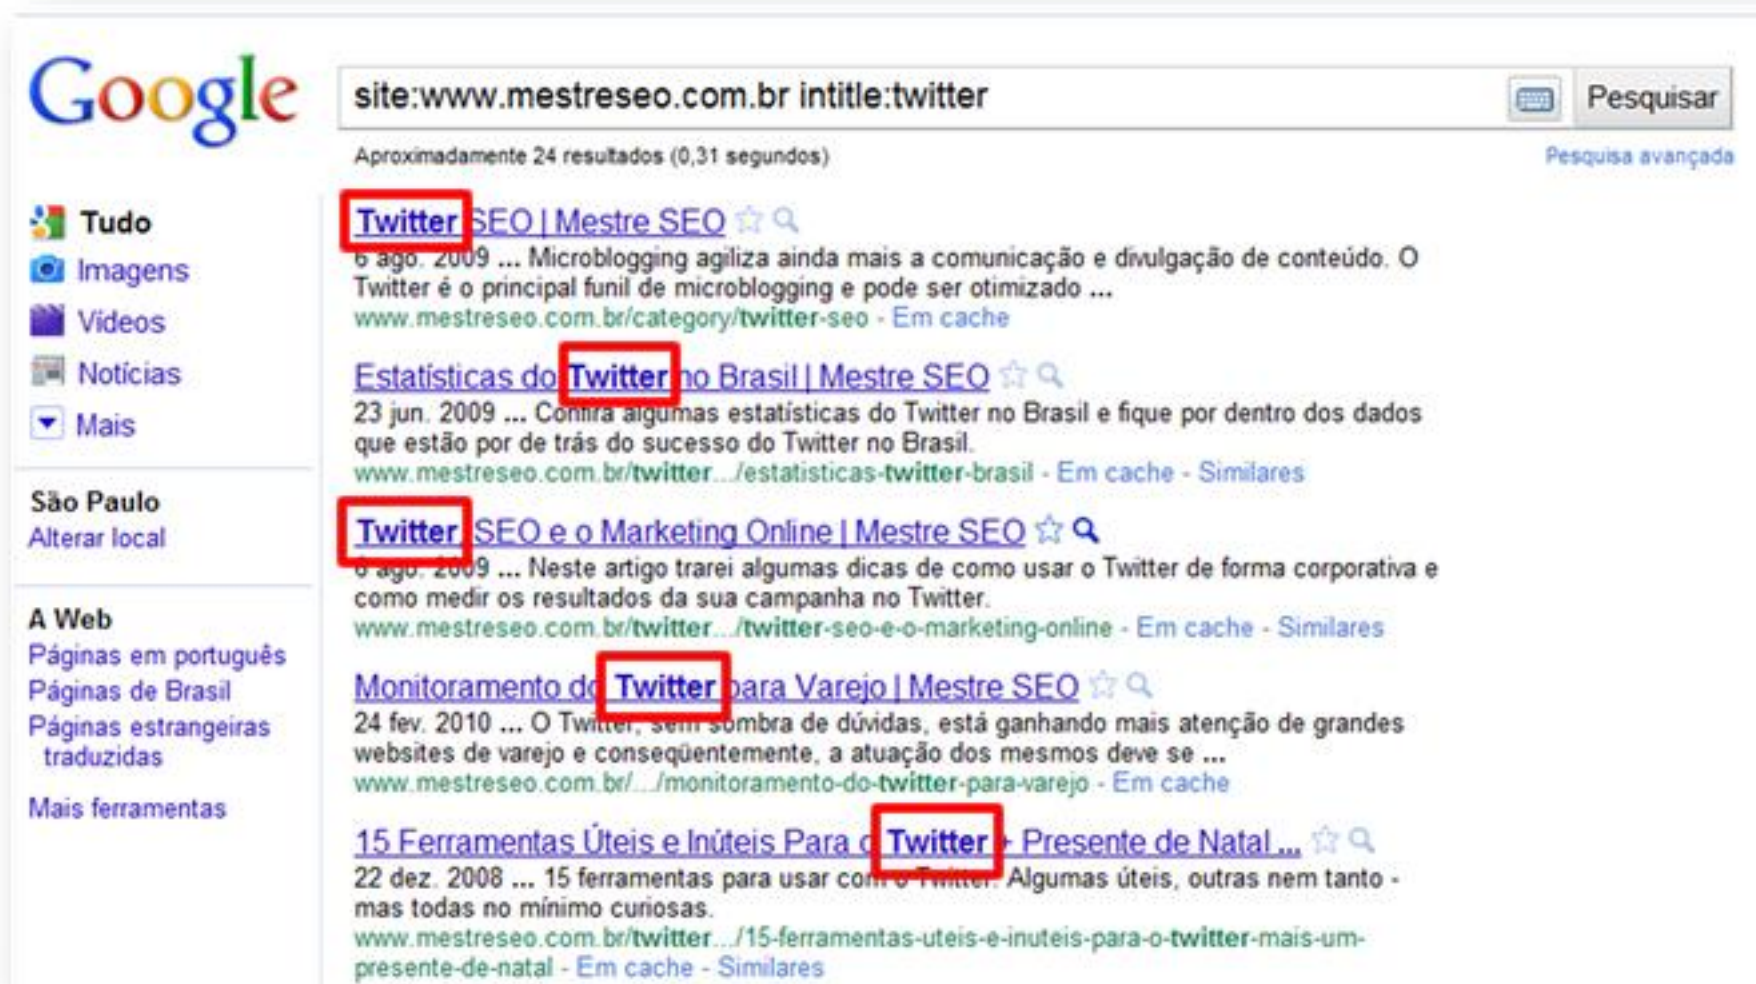 Google
site:www.mestreseo.com.br intitle:twitter
Pesquisar
Aproximadamente 24 resultados (0,31 segundos)
Pesquisa avançada
Tudo
Imagens
Vídeos
Notícias
Mais
São Paulo
Alterar local
A Web
Páginas em português
Páginas de Brasil
Páginas estrangeiras
traduzidas
Mais ferramentas
Twitter SEO | Mestre SEO
6 ago. 2009 ... Microblogging agiliza ainda mais a comunicação e divulgação de conteúdo. O
Twitter é o principal funil de microblogging e pode ser otimizado ...
www.mestreseo.com.br/category/twitter-seo - Em cache
Estatísticas do Twitter no Brasil | Mestre SEO
23 jun. 2009 ... Confira algumas estatísticas do Twitter no Brasil e fique por dentro dos dados
que estão por de trás do sucesso do Twitter no Brasil.
www.mestreseo.com.br/twitter.../estatisticas-twitter-brasil - Em cache - Similares
Twitter SEO e o Marketing Online | Mestre SEO
6 ago. 2009 ... Neste artigo trarei algumas dicas de como usar o Twitter de forma corporativa e
como medir os resultados da sua campanha no Twitter.
www.mestreseo.com.br/twitter.../twitter-seo-e-o-marketing-online - Em cache - Similares
Monitoramento do Twitter para Varejo | Mestre SEO
24 fev. 2010 ... O Twitter, sem sombra de dúvidas, está ganhando mais atenção de grandes
websites de varejo e conseqüentemente, a atuação dos mesmos deve se ...
www.mestreseo.com.br/.../monitoramento-do-twitter-para-varejo - Em cache
15 Ferramentas Úteis e Inúteis Para o Twitter + Presente de Natal ...
22 dez. 2008 ... 15 ferramentas para usar com o Twitter. Algumas úteis, outras nem tanto -
mas todas no mínimo curiosas.
www.mestreseo.com.br/twitter.../15-ferramentas-uteis-e-inuteis-para-o-twitter-mais-um-
presente-de-natal - Em cache - Similares